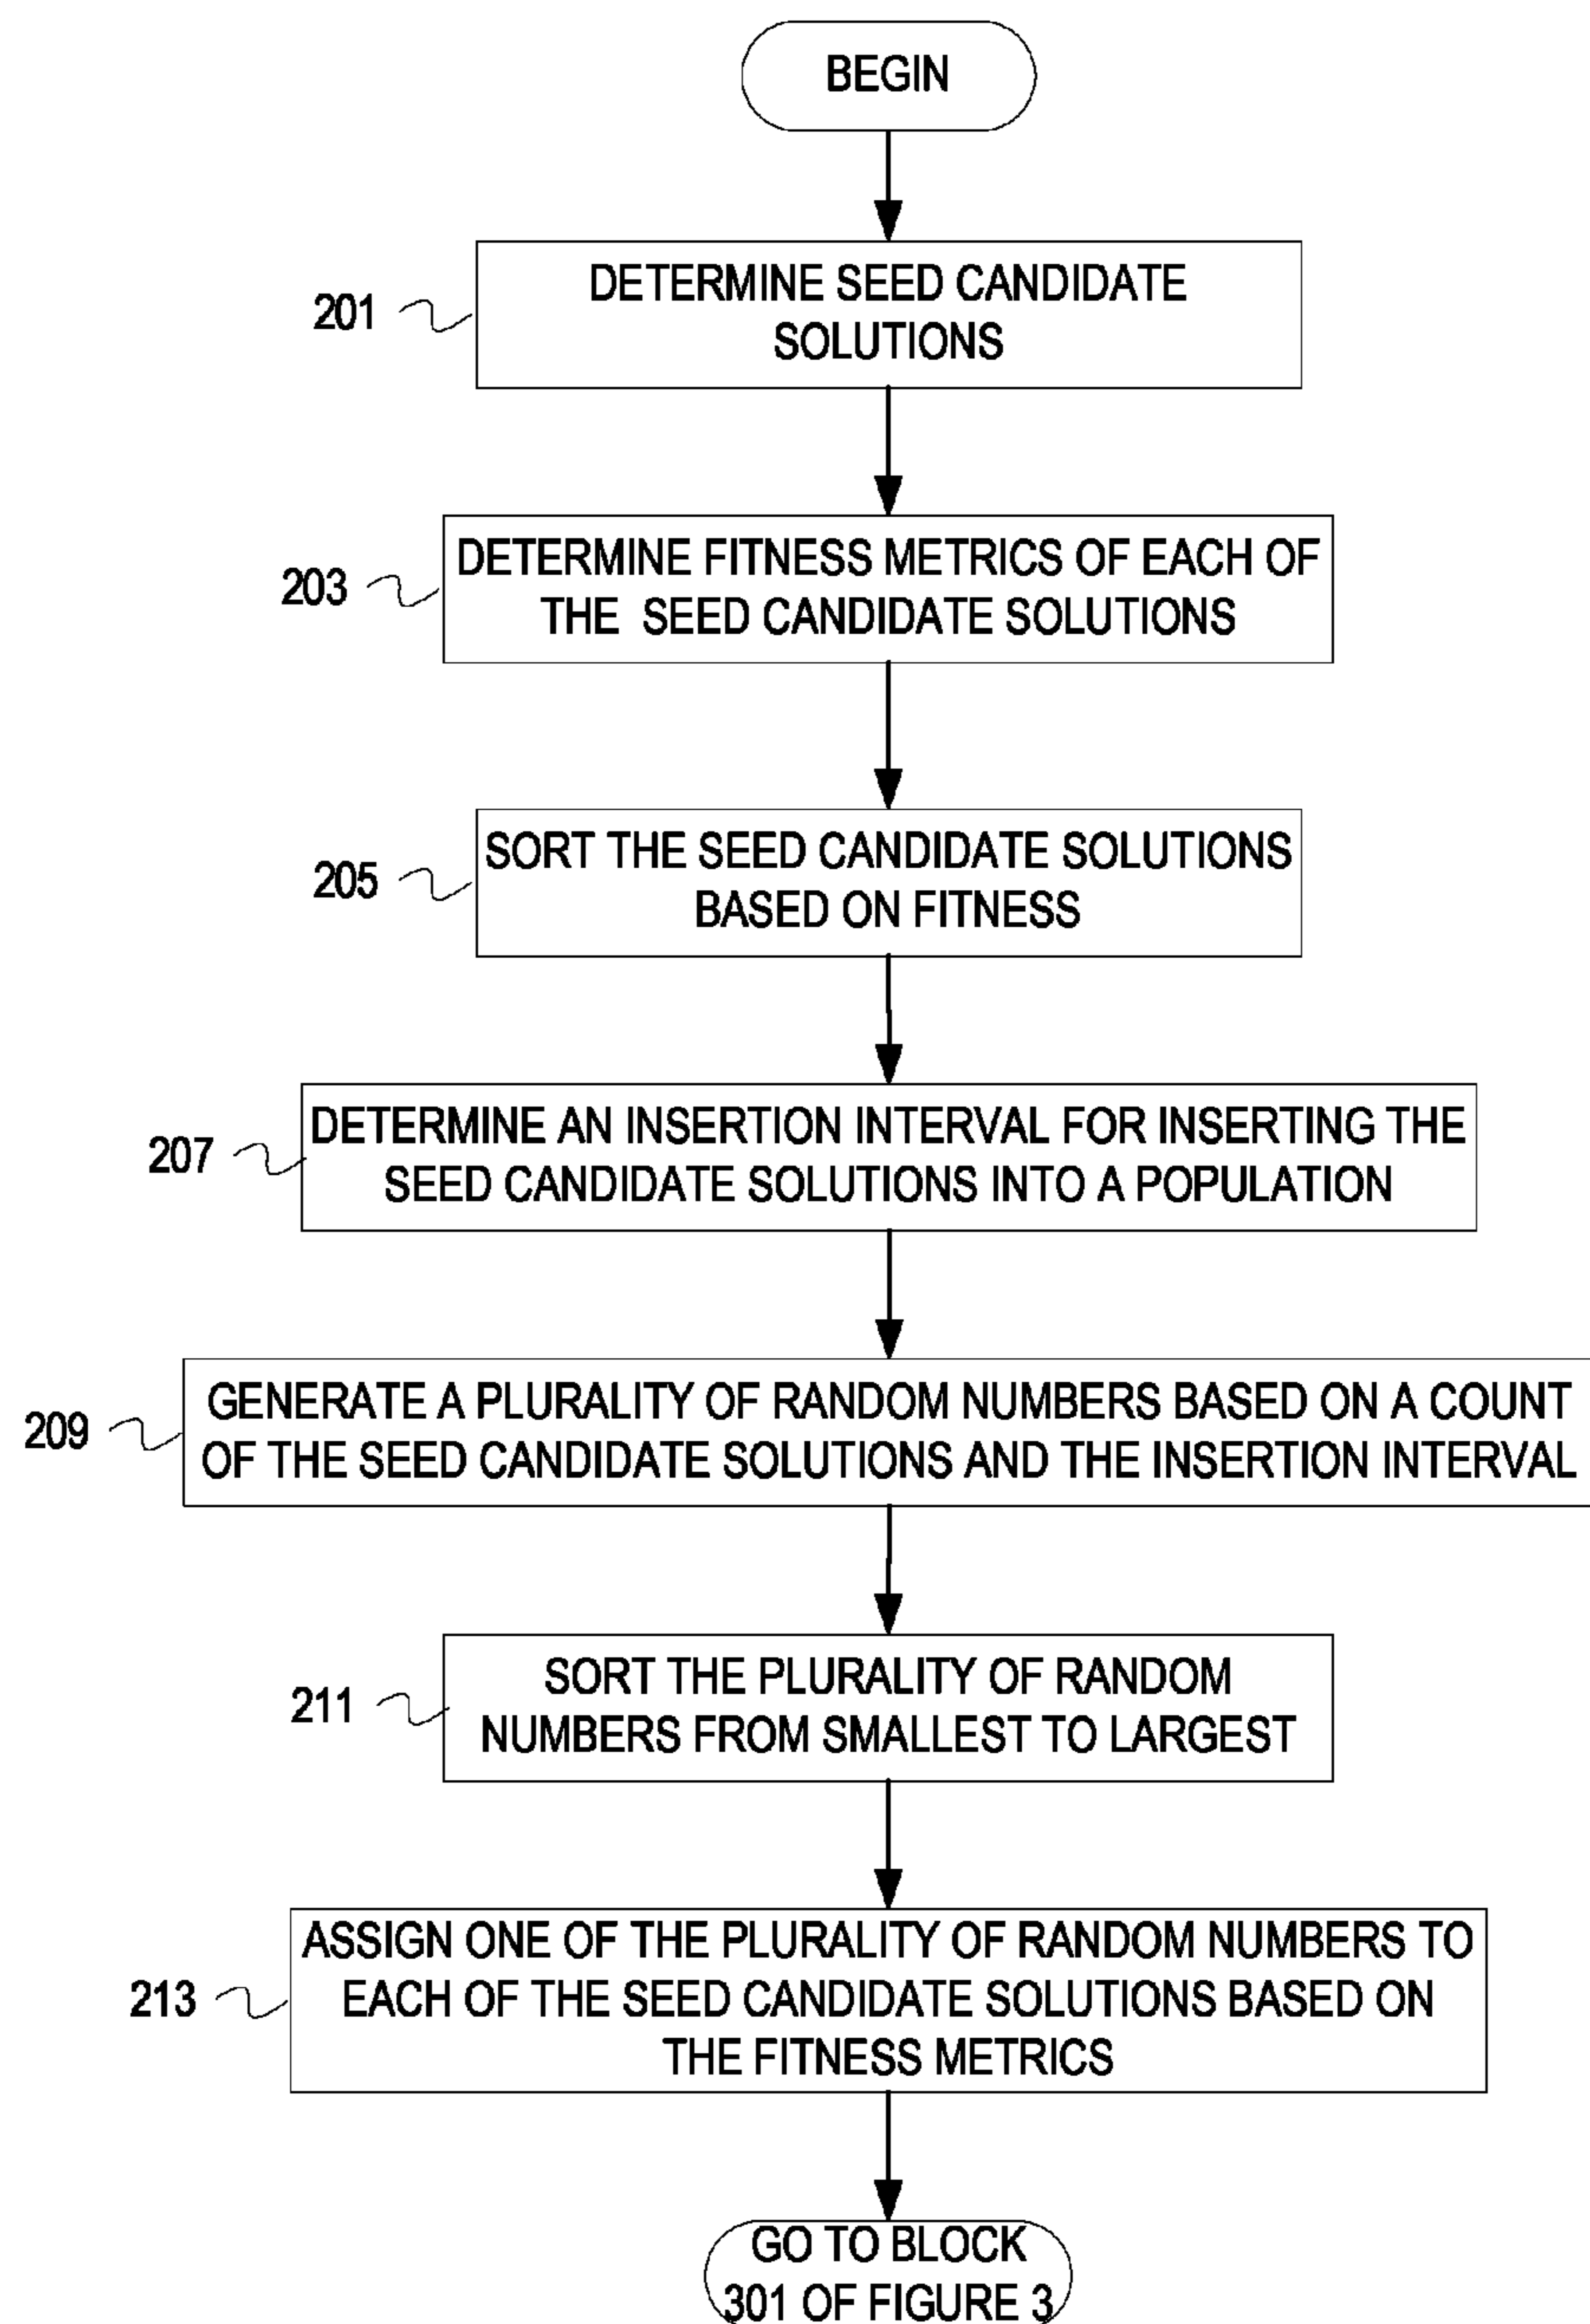 BEGIN
201
DETERMINE SEED CANDIDATE
SOLUTIONS
203
DETERMINE FITNESS METRICS OF EACH OF
THE SEED CANDIDATE SOLUTIONS
205
SORT THE SEED CANDIDATE SOLUTIONS
BASED ON FITNESS
207
DETERMINE AN INSERTION INTERVAL FOR INSERTING THE
SEED CANDIDATE SOLUTIONS INTO A POPULATION
209
GENERATE A PLURALITY OF RANDOM NUMBERS BASED ON A COUNT
OF THE SEED CANDIDATE SOLUTIONS AND THE INSERTION INTERVAL
211
SORT THE PLURALITY OF RANDOM
NUMBERS FROM SMALLEST TO LARGEST
213
ASSIGN ONE OF THE PLURALITY OF RANDOM NUMBERS TO
EACH OF THE SEED CANDIDATE SOLUTIONS BASED ON
THE FITNESS METRICS
GO TO BLOCK
301 OF FIGURE 3